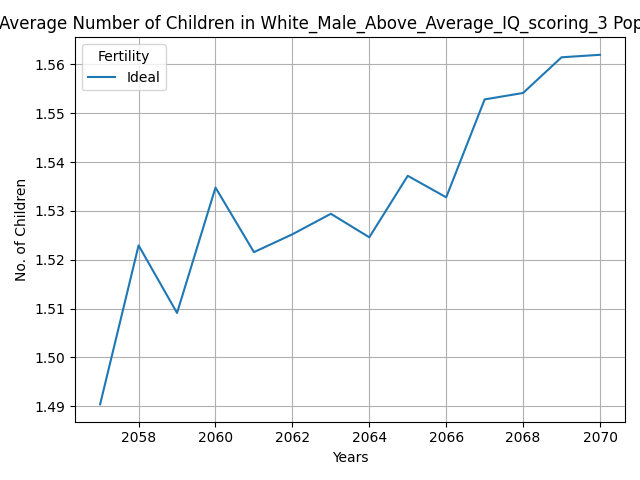 Average Number of Children in White_Male_Above_Average_IQ_scoring_3 Pop
Fertility
Ideal
1.56
1.55
1.54
1.53
1.52
1.51
1.50
1.49
No. of Children
2058 2060 2062 2064 2066 2068 2070
Years